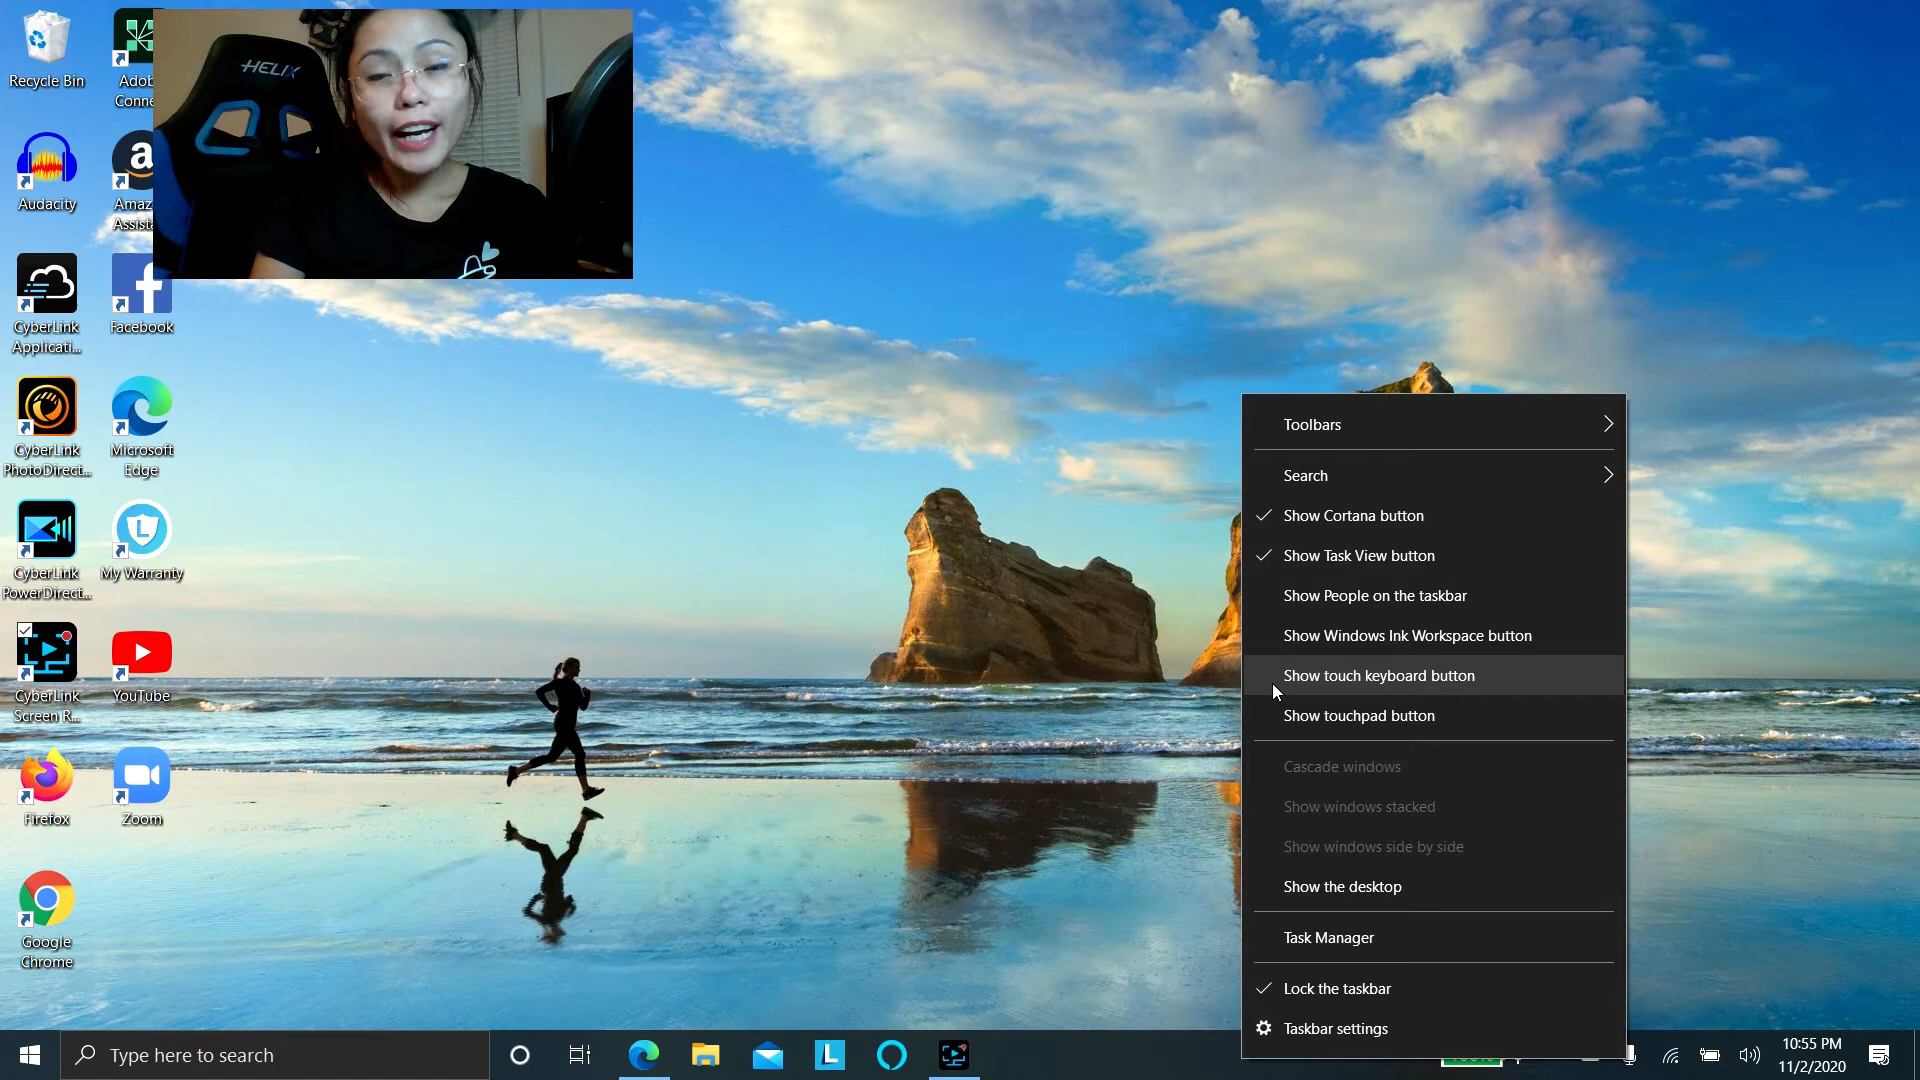 Recycle Bin
Adob
Conne
HELIX
Audacity
a
Amaz
Assista
CyberLink
Applicati...
f
Facebook
CyberLink
PhotoDirect...
Microsoft
Edge
CyberLink
PowerDirect...
L
My Warranty
CyberLink
Screen R...
YouTube
Firefox
Zoom
Google
Chrome
Toolbars
Search
Show Cortana button
Show Task View button
Show People on the taskbar
Show Windows Ink Workspace button
Show touch keyboard button
Show touchpad button
Cascade windows
Show windows stacked
Show windows side by side
Show the desktop
Task Manager
Lock the taskbar
Taskbar settings
Type here to search
L
10:55 PM
11/2/2020